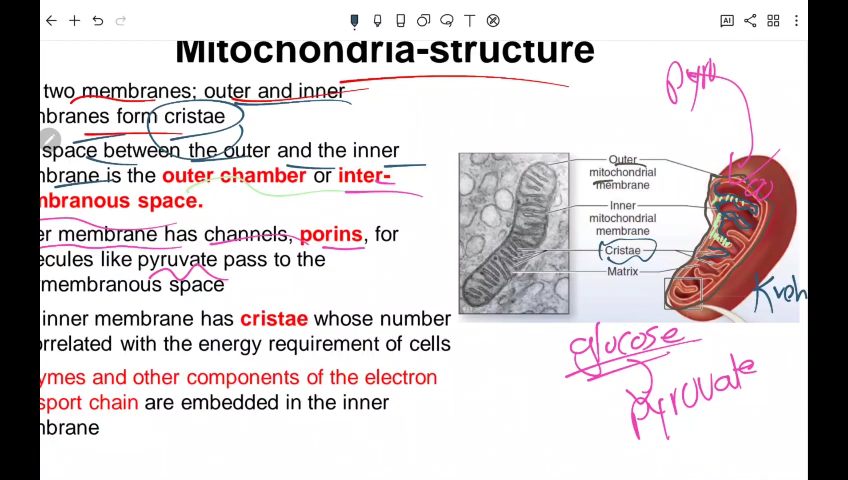 Mitochondria-structure
two membranes; outer and inner
mbranes form cristae
space between the outer and the inner
mbrane is the outer chamber or inter-
mbranous space.
er membrane has channels, porins, for
ecules like pyruvate pass to the
membranous space
inner membrane has cristae whose number
orrelated with the energy requirement of cells
ymes and other components of the electron
sport chain are embedded in the inner
mbrane
AI
Outer
mitochondrial
membrane
Inner
mitochondrial
membrane
Cristae
Matrix
glucose
pyruvate